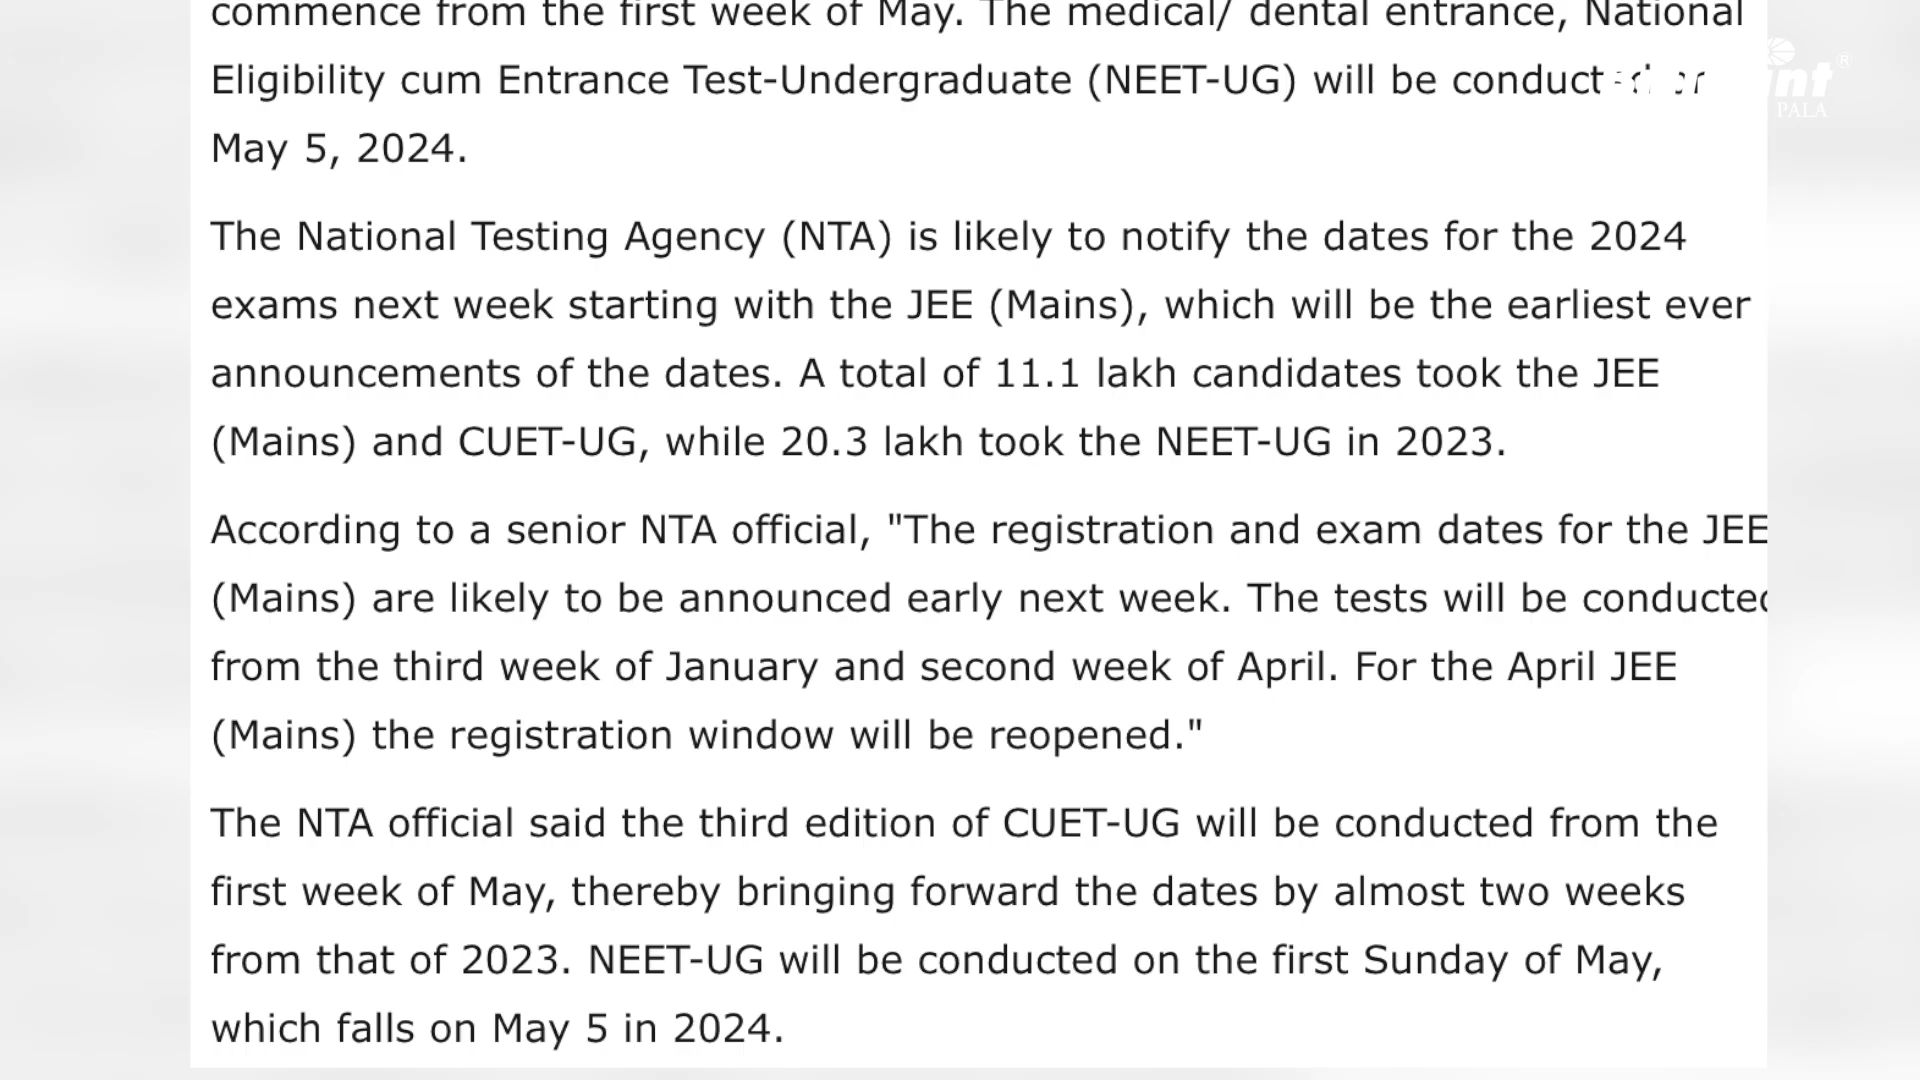 commence from the first week of May. The medical/ dental entrance, National
Eligibility cum Entrance Test-Undergraduate (NEET-UG) will be
May 5, 2024.
The National Testing Agency (NTA) is likely to notify the dates for the 2024
exams next week starting with the JEE (Mains), which will be the earliest ever
announcements of the dates. A total of 11.1 lakh candidates took the JEE
(Mains) and CUET-UG, while 20.3 lakh took the NEET-UG in 2023.
According to a senior NTA official, "The registration and exam dates for the JEE
(Mains) are likely to be announced early next week. The tests will be conducted
from the third week of January and second week of April. For the April JEE
(Mains) the registration window will be reopened."
The NTA official said the third edition of CUET-UG will be conducted from the
first week of May, thereby bringing forward the dates by almost two weeks
from that of 2023. NEET-UG will be conducted on the first Sunday of May,
which falls on May 5 in 2024.
PALA